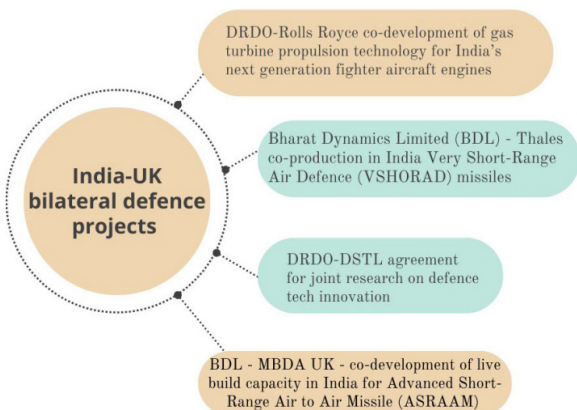 DRDO-Rolls Royce co-development of gas
turbine propulsion technology for India's
next generation fighter aircraft engines
Bharat Dynamics Limited (BDL) - Thales
co-production in India Very Short-Range
Air Defence (VSHORAD) missiles
India-UK
bilateral defence
projects
DRDO-DSTL agreement
for joint research on defence
tech innovation
BDL - MBDA UK - co-development of live
build capacity in India for Advanced Short-
Range Air to Air Missile (ASRAAM)